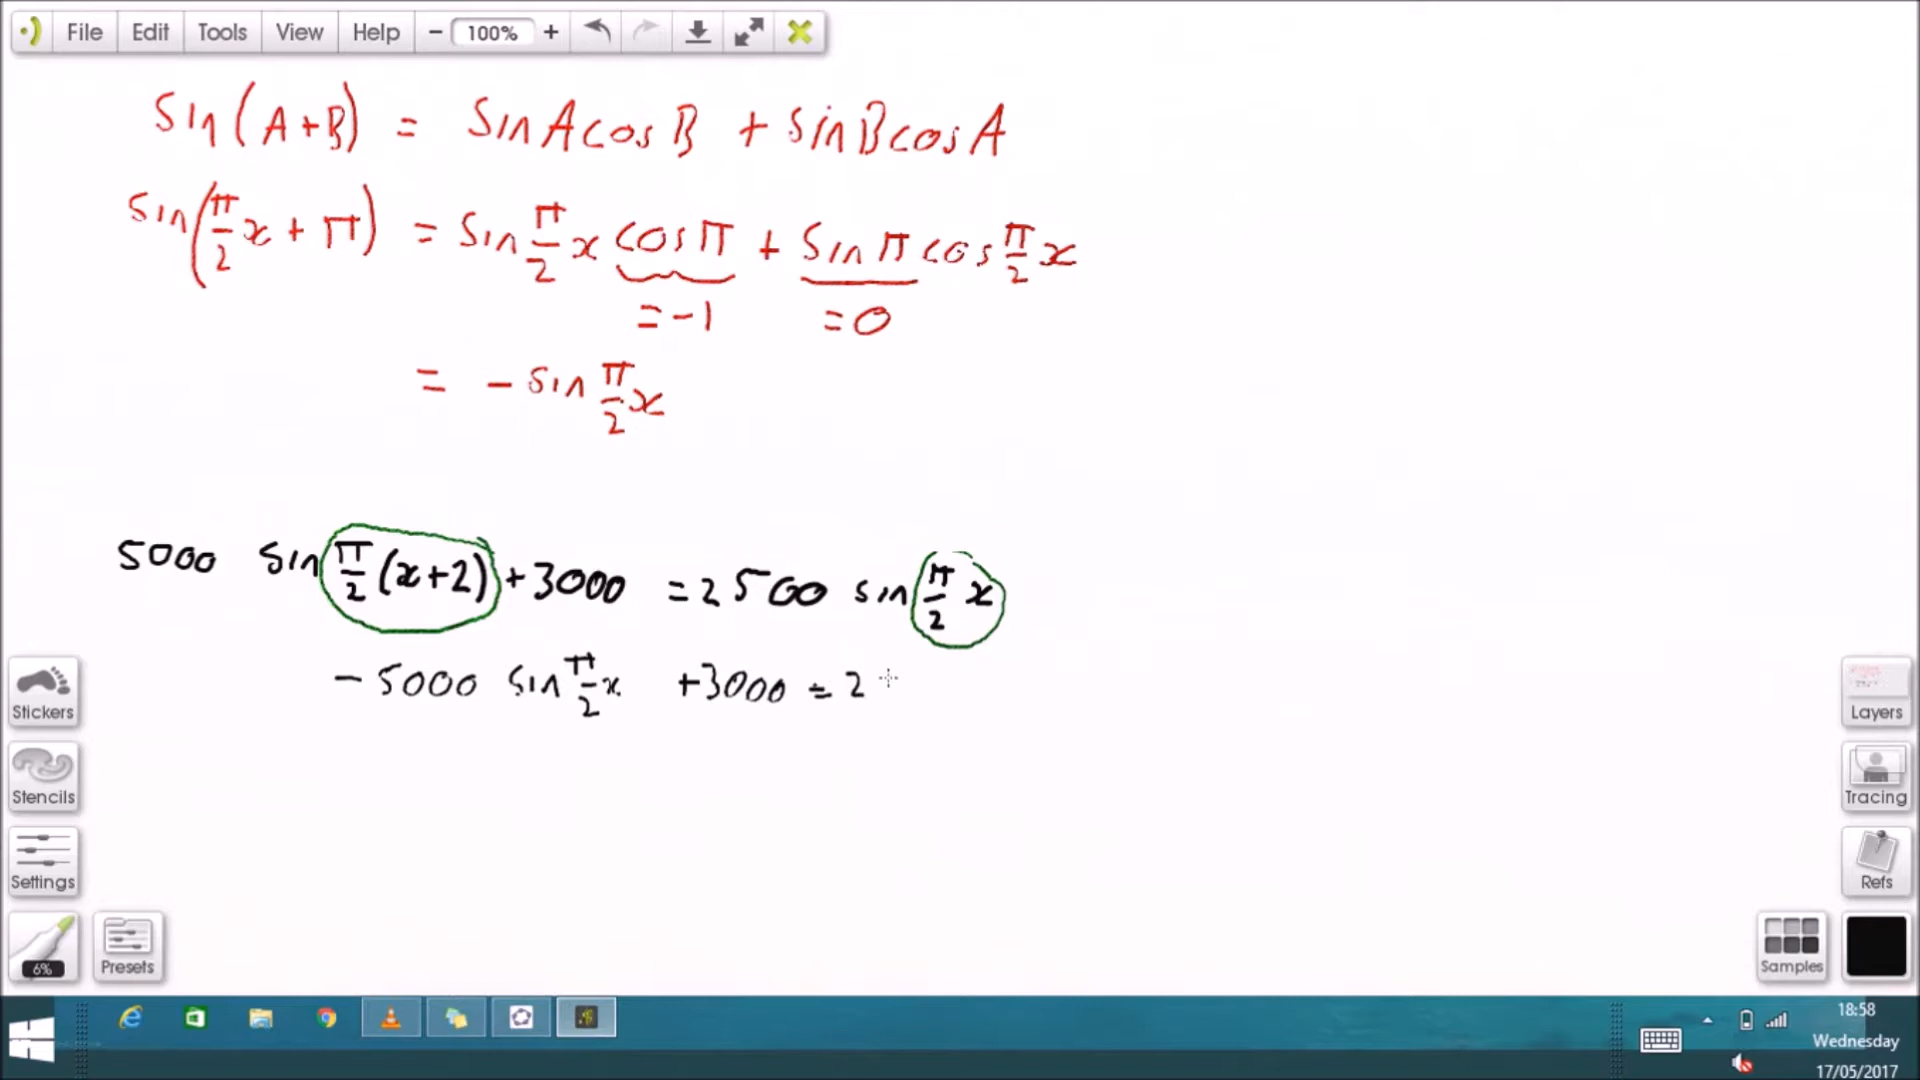 File Edit Tools View Help − 100% +
sin(A+B) = sinAcosB + sinBcosA
sin(π/2 x + π) = sin π/2 x cosπ + sinπ cos π/2 x
=-1 =0
= - sin π/2 x
5000 sin π/2 (x+2) +3000 = 2500 sin π/2 x
- 5000 sin π/2 x +3000 = 2
Stickers
Stencils
Settings
6%
Presets
Layers
Tracing
Refs
Samples
18:58
Wednesday
17/05/2017